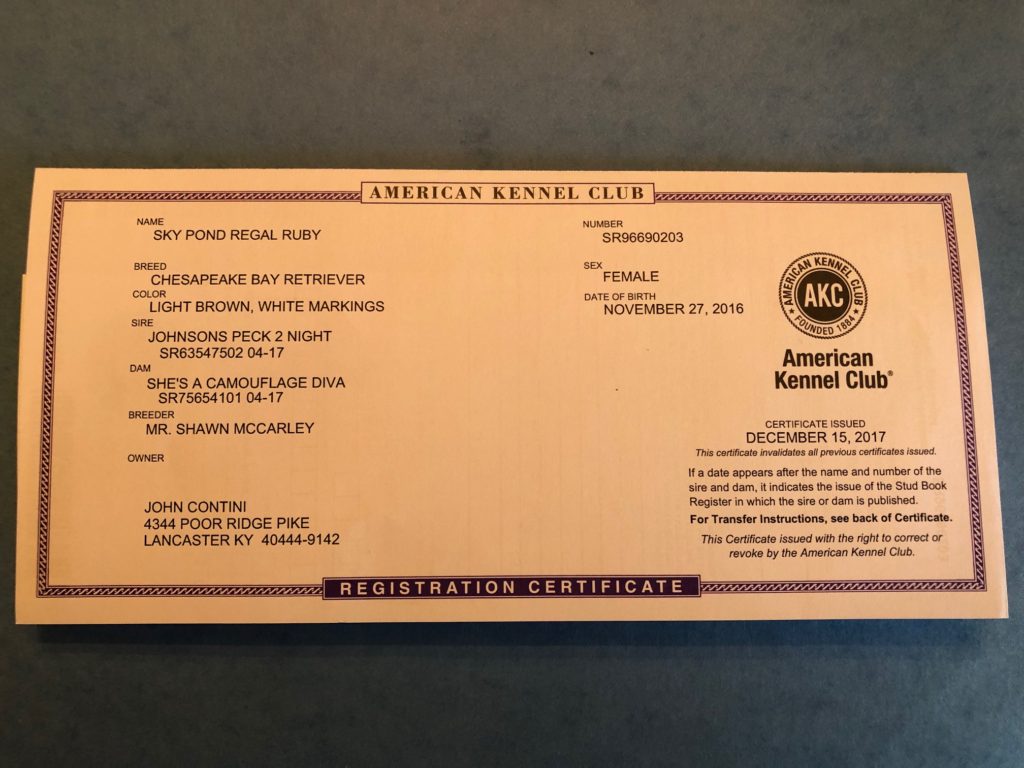 AMERICAN KENNEL CLUB
NAME
SKY POND REGAL RUBY
BREED
CHESAPEAKE BAY RETRIEVER
COLOR
LIGHT BROWN, WHITE MARKINGS
SIRE
JOHNSONS PECK 2 NIGHT
SR63547502 04-17
DAM
SHE'S A CAMOUFLAGE DIVA
SR75654101 04-17
BREEDER
MR. SHAWN MCCARLEY
OWNER
JOHN CONTINI
4344 POOR RIDGE PIKE
LANCASTER KY 40444-9142
NUMBER
SR96690203
SEX
FEMALE
DATE OF BIRTH
NOVEMBER 27, 2016
AMERICAN KENNEL CLUB
AKC
FOUNDED 1884
American
Kennel Club®
CERTIFICATE ISSUED
DECEMBER 15, 2017
This certificate invalidates all previous certificates issued.
If a date appears after the name and number of the
sire and dam, it indicates the issue of the Stud Book
Register in which the sire or dam is published.
For Transfer Instructions, see back of Certificate.
This Certificate issued with the right to correct or
revoke by the American Kennel Club.
REGISTRATION CERTIFICATE